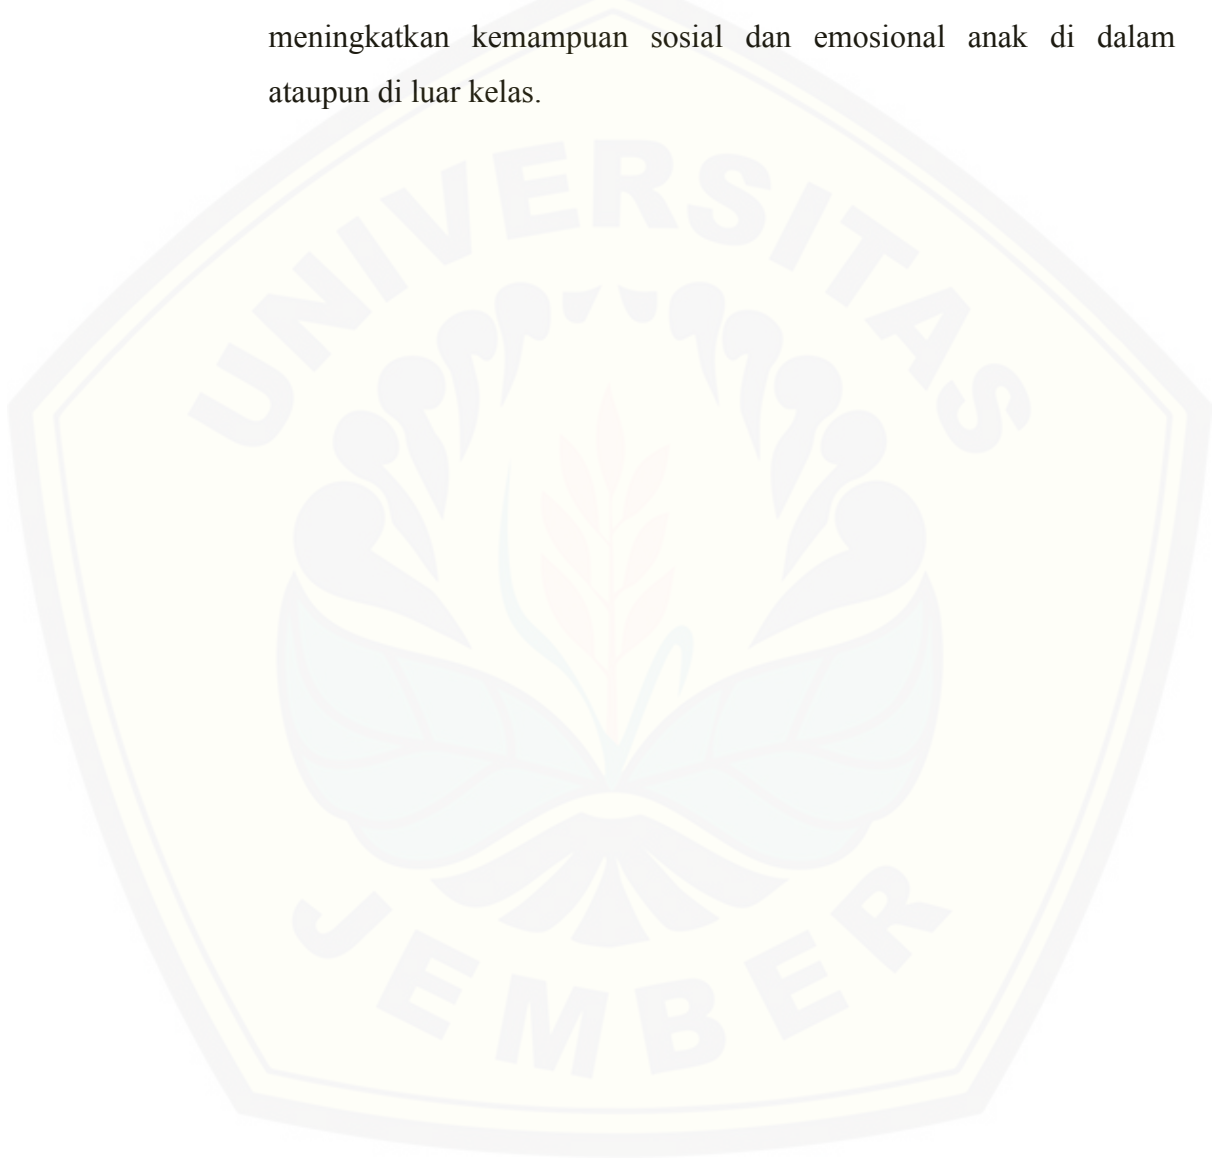 meningkatkan kemampuan sosial dan emosional anak di dalam
ataupun di luar kelas.
UNIVERSITAS
JEMBER